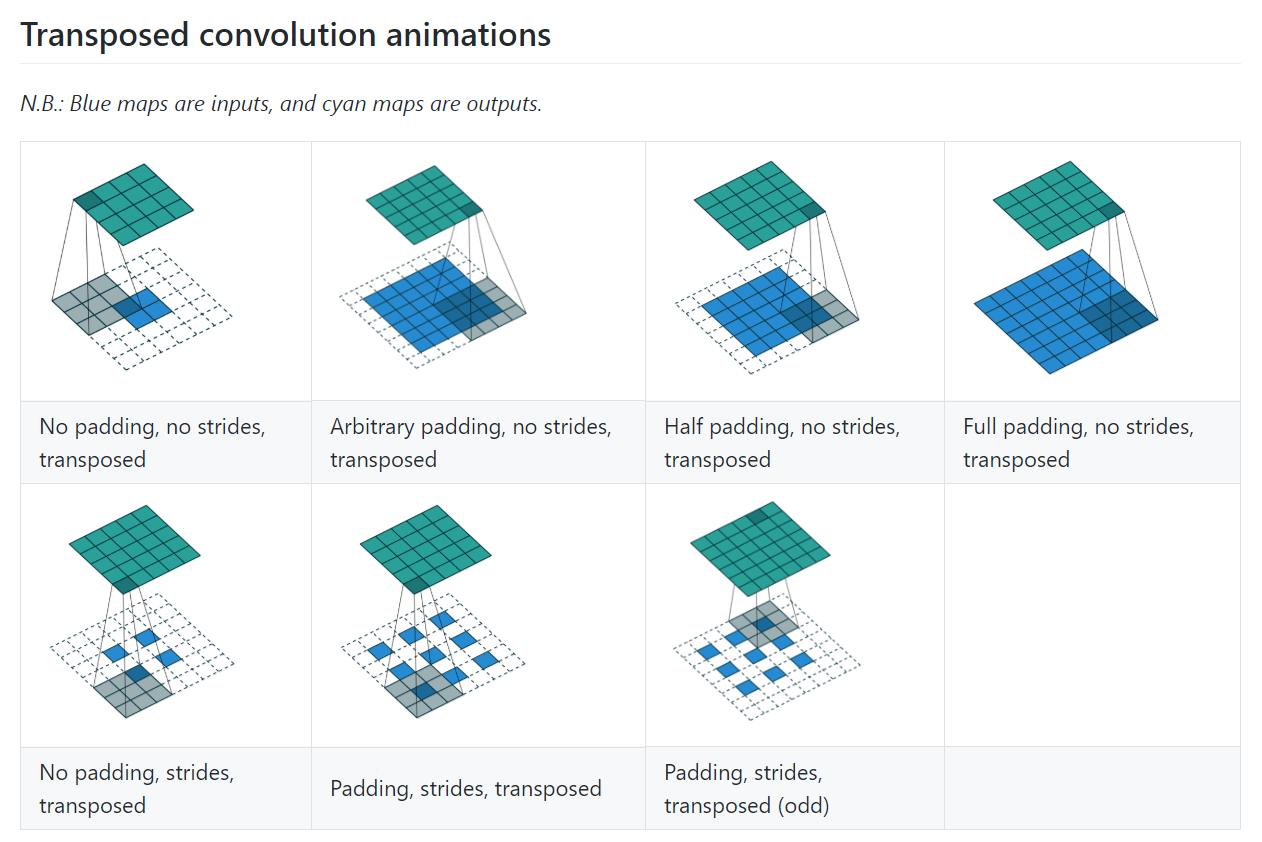 Transposed convolution animations
N.B.: Blue maps are inputs, and cyan maps are outputs.
No padding, no strides,
transposed
Arbitrary padding, no strides,
transposed
Half padding, no strides,
transposed
Full padding, no strides,
transposed
No padding, strides,
transposed
Padding, strides, transposed
Padding, strides,
transposed (odd)